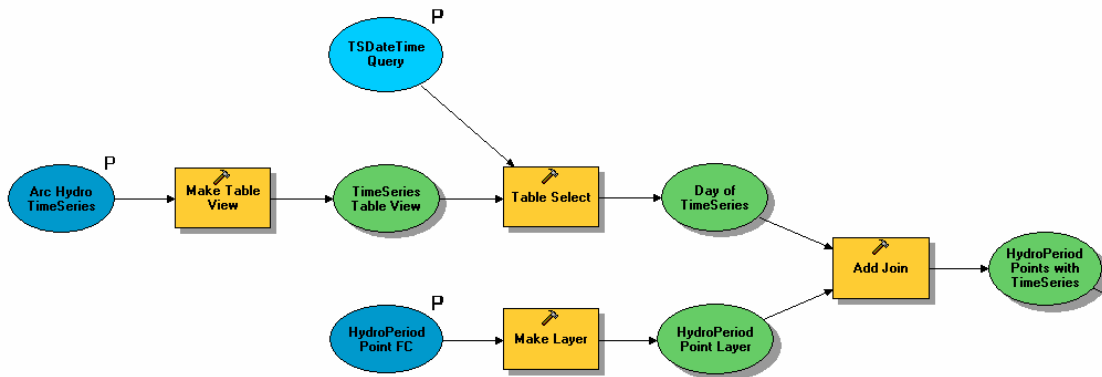 P
TSDateTime
Query
P
Arc Hydro
TimeSeries
Make Table
View
TimeSeries
Table View
Table Select
Day of
TimeSeries
Add Join
HydroPeriod
Points with
TimeSeries
P
HydroPeriod
Point FC
Make Layer
HydroPeriod
Point Layer